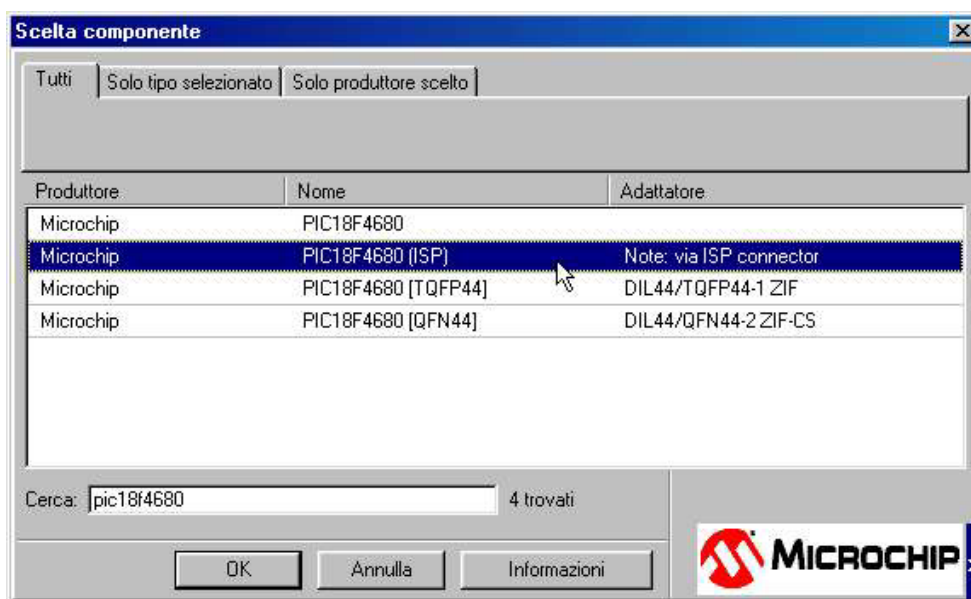 Scelta componente
Tutti Solo tipo selezionato Solo produttore scelto
Produttore Nome Adattatore
Microchip PIC18F4680
Microchip PIC18F4680 (ISP) Note: via ISP connector
Microchip PIC18F4680 [TQFP44] DIL44/TQFP44-1 ZIF
Microchip PIC18F4680 [QFN44] DIL44/QFN44-2 ZIF-CS
Cerca: pic18f4680 4 trovati
OK Annulla Informazioni
MICROCHIP